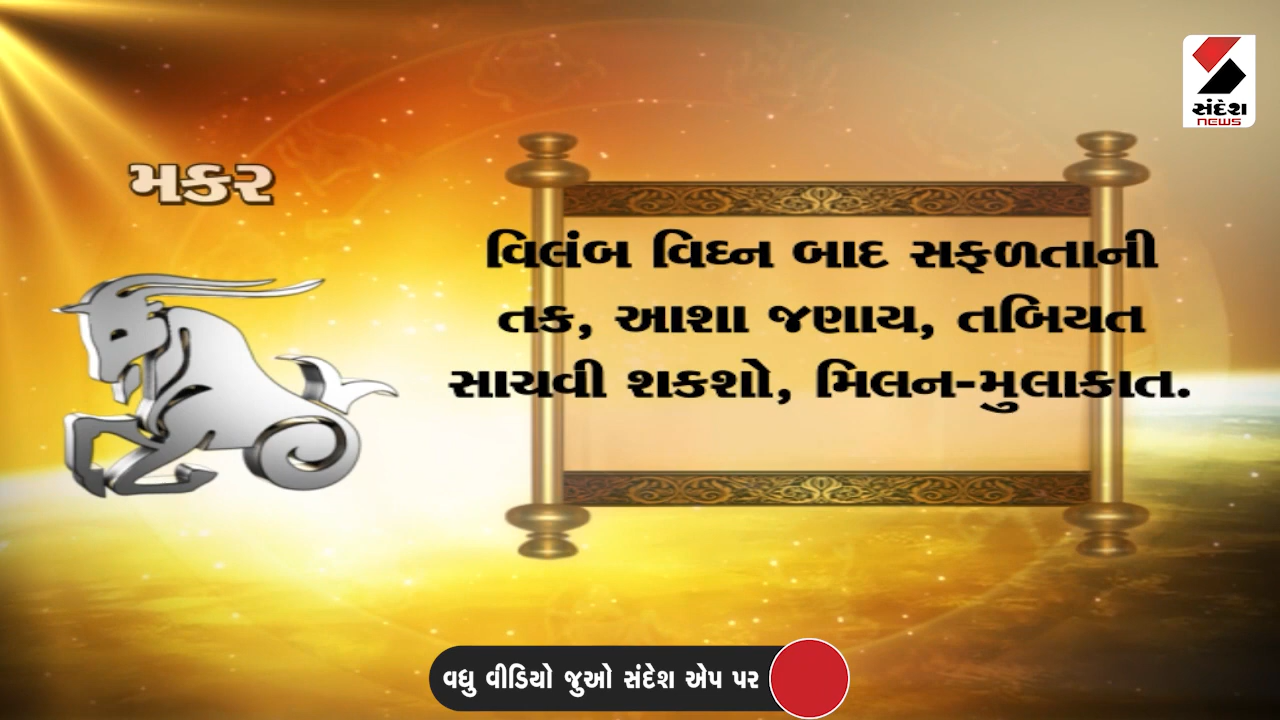 સંદેશ
NEWS
મકર
વિલંબ વિઘ્ન બાદ સફળતાની
તક, આશા જણાય, તબિયત
સાચવી શકશો, મિલન-મુલાકાત.
વધુ વીડિયો જુઓ સંદેશ એપ પર